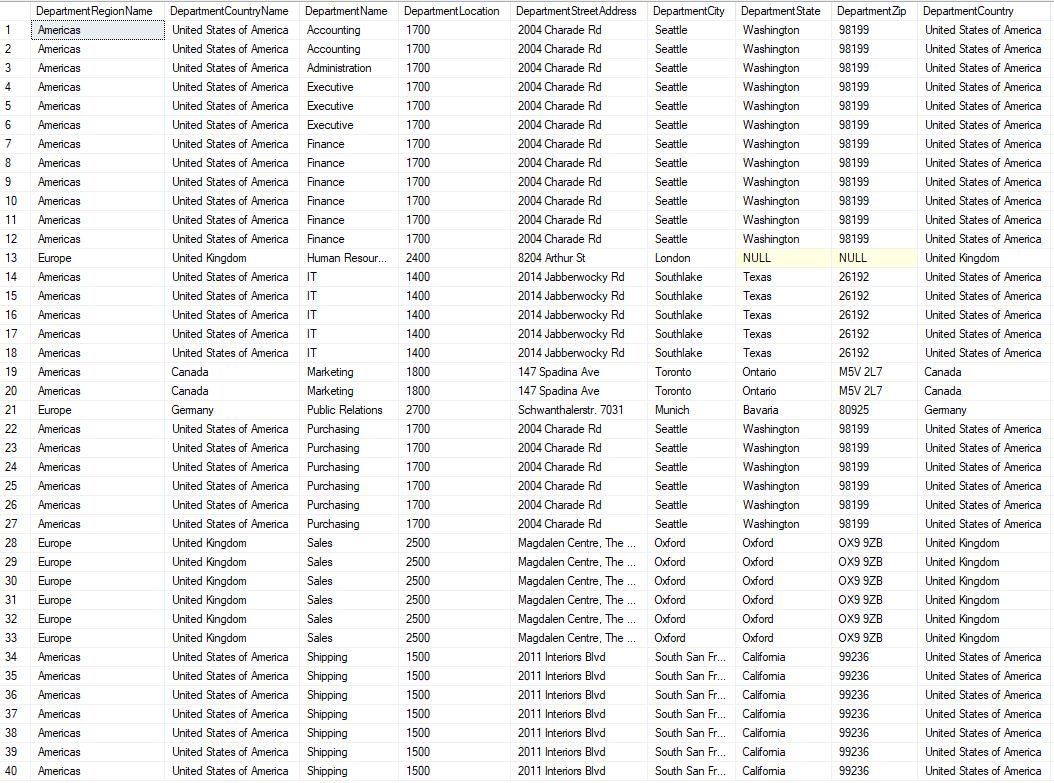 DepartmentRegionName DepartmentCountryName DepartmentName DepartmentLocation DepartmentStreetAddress DepartmentCity DepartmentState DepartmentZip DepartmentCountry
1 Americas United States of America Accounting 1700 2004 Charade Rd Seattle Washington 98199 United States of America
2 Americas United States of America Accounting 1700 2004 Charade Rd Seattle Washington 98199 United States of America
3 Americas United States of America Administration 1700 2004 Charade Rd Seattle Washington 98199 United States of America
4 Americas United States of America Executive 1700 2004 Charade Rd Seattle Washington 98199 United States of America
5 Americas United States of America Executive 1700 2004 Charade Rd Seattle Washington 98199 United States of America
6 Americas United States of America Executive 1700 2004 Charade Rd Seattle Washington 98199 United States of America
7 Americas United States of America Finance 1700 2004 Charade Rd Seattle Washington 98199 United States of America
8 Americas United States of America Finance 1700 2004 Charade Rd Seattle Washington 98199 United States of America
9 Americas United States of America Finance 1700 2004 Charade Rd Seattle Washington 98199 United States of America
10 Americas United States of America Finance 1700 2004 Charade Rd Seattle Washington 98199 United States of America
11 Americas United States of America Finance 1700 2004 Charade Rd Seattle Washington 98199 United States of America
12 Americas United States of America Finance 1700 2004 Charade Rd Seattle Washington 98199 United States of America
13 Europe United Kingdom Human Resour... 2400 8204 Arthur St London NULL NULL United Kingdom
14 Americas United States of America IT 1400 2014 Jabberwocky Rd Southlake Texas 26192 United States of America
15 Americas United States of America IT 1400 2014 Jabberwocky Rd Southlake Texas 26192 United States of America
16 Americas United States of America IT 1400 2014 Jabberwocky Rd Southlake Texas 26192 United States of America
17 Americas United States of America IT 1400 2014 Jabberwocky Rd Southlake Texas 26192 United States of America
18 Americas United States of America IT 1400 2014 Jabberwocky Rd Southlake Texas 26192 United States of America
19 Americas Canada Marketing 1800 147 Spadina Ave Toronto Ontario M5V 2L7 Canada
20 Americas Canada Marketing 1800 147 Spadina Ave Toronto Ontario M5V 2L7 Canada
21 Europe Germany Public Relations 2700 Schwanthalerstr. 7031 Munich Bavaria 80925 Germany
22 Americas United States of America Purchasing 1700 2004 Charade Rd Seattle Washington 98199 United States of America
23 Americas United States of America Purchasing 1700 2004 Charade Rd Seattle Washington 98199 United States of America
24 Americas United States of America Purchasing 1700 2004 Charade Rd Seattle Washington 98199 United States of America
25 Americas United States of America Purchasing 1700 2004 Charade Rd Seattle Washington 98199 United States of America
26 Americas United States of America Purchasing 1700 2004 Charade Rd Seattle Washington 98199 United States of America
27 Americas United States of America Purchasing 1700 2004 Charade Rd Seattle Washington 98199 United States of America
28 Europe United Kingdom Sales 2500 Magdalen Centre, The ... Oxford Oxford OX9 9ZB United Kingdom
29 Europe United Kingdom Sales 2500 Magdalen Centre, The ... Oxford Oxford OX9 9ZB United Kingdom
30 Europe United Kingdom Sales 2500 Magdalen Centre, The ... Oxford Oxford OX9 9ZB United Kingdom
31 Europe United Kingdom Sales 2500 Magdalen Centre, The ... Oxford Oxford OX9 9ZB United Kingdom
32 Europe United Kingdom Sales 2500 Magdalen Centre, The ... Oxford Oxford OX9 9ZB United Kingdom
33 Europe United Kingdom Sales 2500 Magdalen Centre, The ... Oxford Oxford OX9 9ZB United Kingdom
34 Americas United States of America Shipping 1500 2011 Interiors Blvd South San Fr... California 99236 United States of America
35 Americas United States of America Shipping 1500 2011 Interiors Blvd South San Fr... California 99236 United States of America
36 Americas United States of America Shipping 1500 2011 Interiors Blvd South San Fr... California 99236 United States of America
37 Americas United States of America Shipping 1500 2011 Interiors Blvd South San Fr... California 99236 United States of America
38 Americas United States of America Shipping 1500 2011 Interiors Blvd South San Fr... California 99236 United States of America
39 Americas United States of America Shipping 1500 2011 Interiors Blvd South San Fr... California 99236 United States of America
40 Americas United States of America Shipping 1500 2011 Interiors Blvd South San Fr... California 99236 United States of America